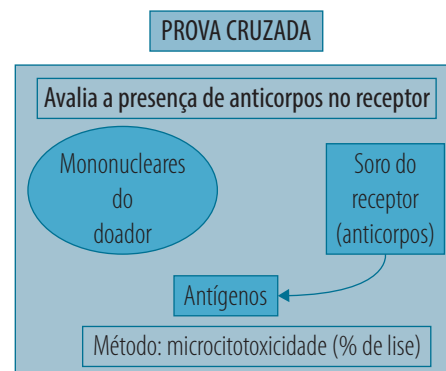 PROVA CRUZADA
Avalia a presença de anticorpos no receptor
Mononucleares
do
doador
Soro do
receptor
(anticorpos)
Antígenos
Método: microcitotoxicidade (% de lise)